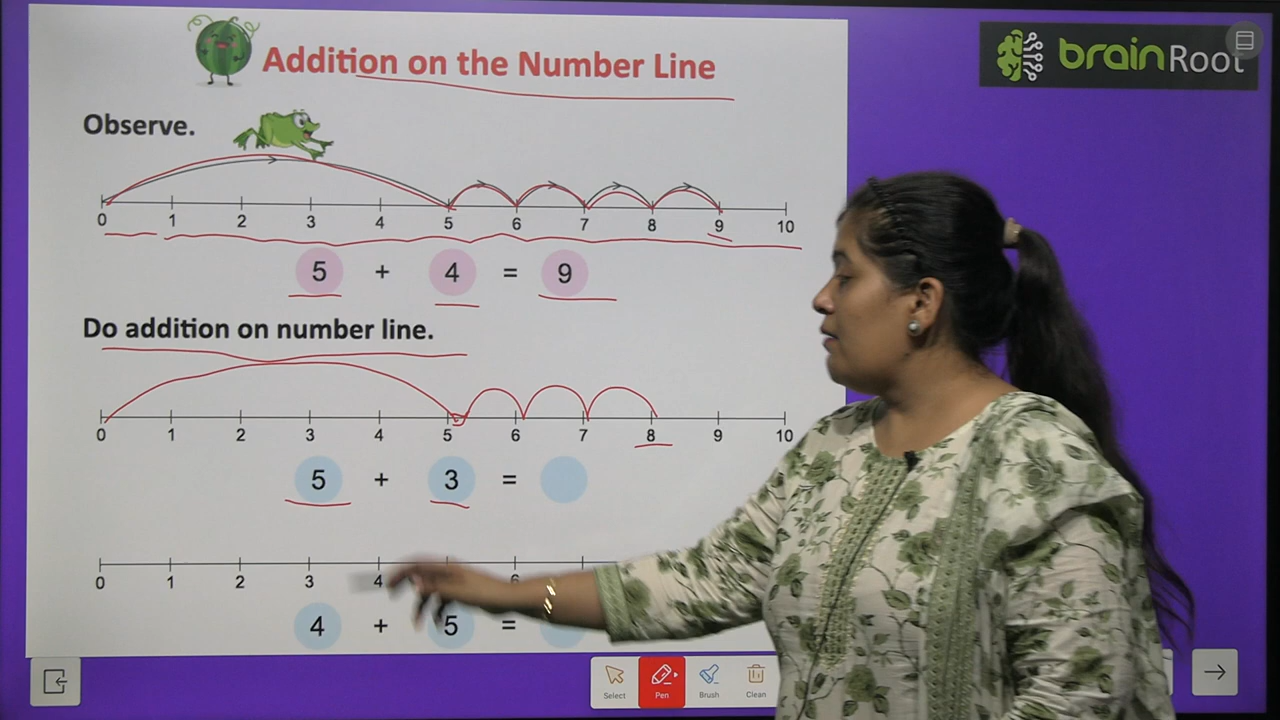 Addition on the Number Line
brainRoot
Observe.
0 1 2 3 4 5 6 7 8 9 10
5 + 4 = 9
Do addition on number line.
0 1 2 3 4 5 6 7 8 9 10
5 + 3 =
0 1 2 3 4 6
4 + 5 =
Select Pen Brush Clean